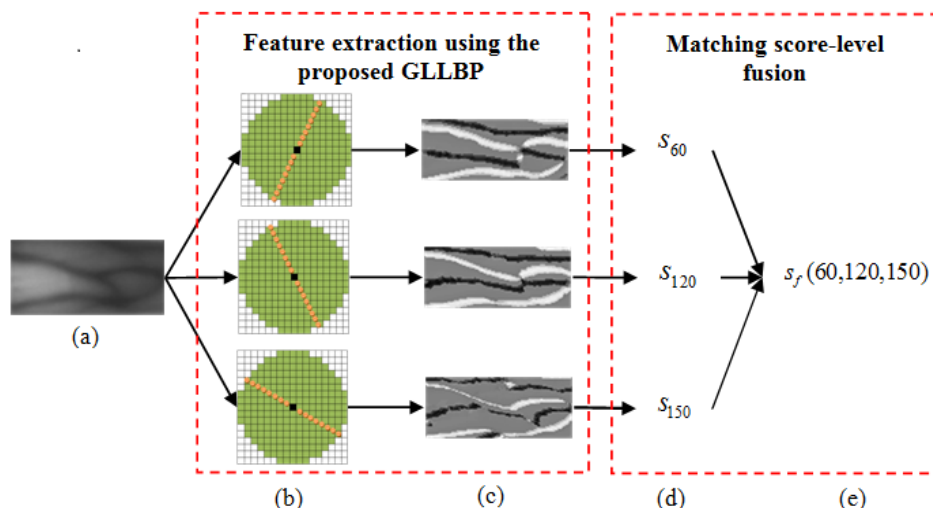 Feature extraction using the
proposed GLLBP
Matching score-level
fusion
s60
s120
s150
sf (60,120,150)
(a)
(b)
(c)
(d)
(e)